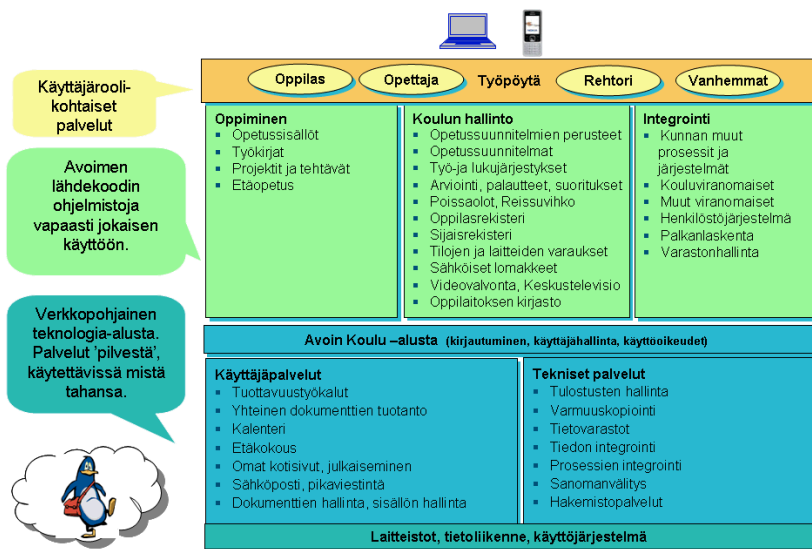 Käyttäjärooli-
kohtaiset
palvelut
Oppilas
Opettaja
Työpöytä
Rehtori
Vanhemmat
Avoimen
lähdekoodin
ohjelmistoja
vapaasti jokaisen
käyttöön.
Oppiminen
Opetussisällöt
Työkirjat
Projektit ja tehtävät
Etäopetus
Koulun hallinto
Opetussuunnitelmien perusteet
Opetussuunnitelmat
Työ-ja lukujärjestykset
Arviointi, palautteet, suoritukset
Poissaolot, Reissuvihko
Oppilasrekisteri
Sijaisrekisteri
Tilojen ja laitteiden varaukset
Sähköiset lomakkeet
Videovalvonta, Keskustelevisio
Oppilaitoksen kirjasto
Integrointi
Kunnan muut
prosessit ja
järjestelmät
Kouluviranomaiset
Muut viranomaiset
Henkilöstöjärjestelmä
Palkanlaskenta
Varastonhallinta
Verkkopohjainen
teknologia-alusta.
Palvelut 'pilvestä',
käytettävissä mistä
tahansa.
Avoin Koulu –alusta (kirjautuminen, käyttäjähallinta, käyttöoikeudet)
Käyttäjäpalvelut
Tuottavuustyökalut
Yhteinen dokumenttien tuotanto
Kalenteri
Etäkokous
Omat kotisivut, julkaiseminen
Sähköposti, pikaviestintä
Dokumenttien hallinta, sisällön hallinta
Tekniset palvelut
Tulostusten hallinta
Varmuuskopiointi
Tietovarastot
Tiedon integrointi
Prosessien integrointi
Sanomanvälitys
Hakemistopalvelut
Laitteistot, tietoliikenne, käyttöjärjestelmä